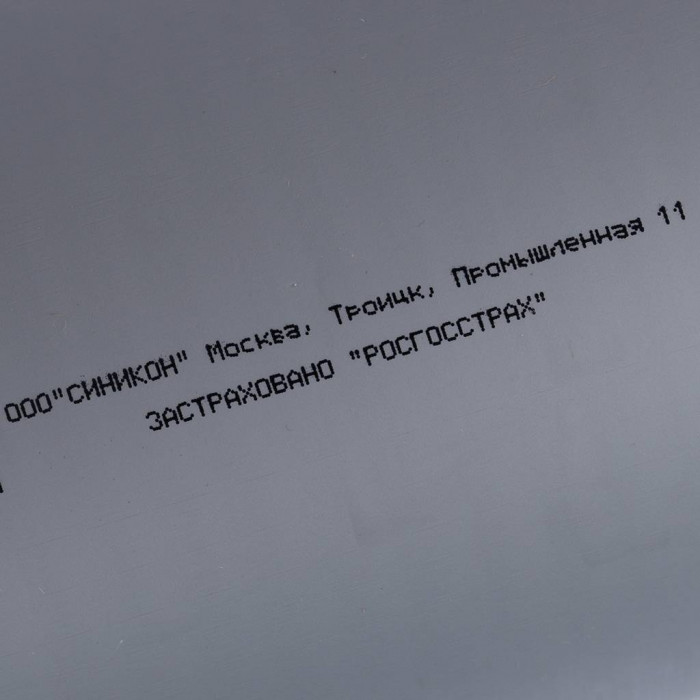 ООО"СИНИКОН" Москва, Троицк, Промышленная 11
ЗАСТРАХОВАНО "РОСГОССТРАХ"